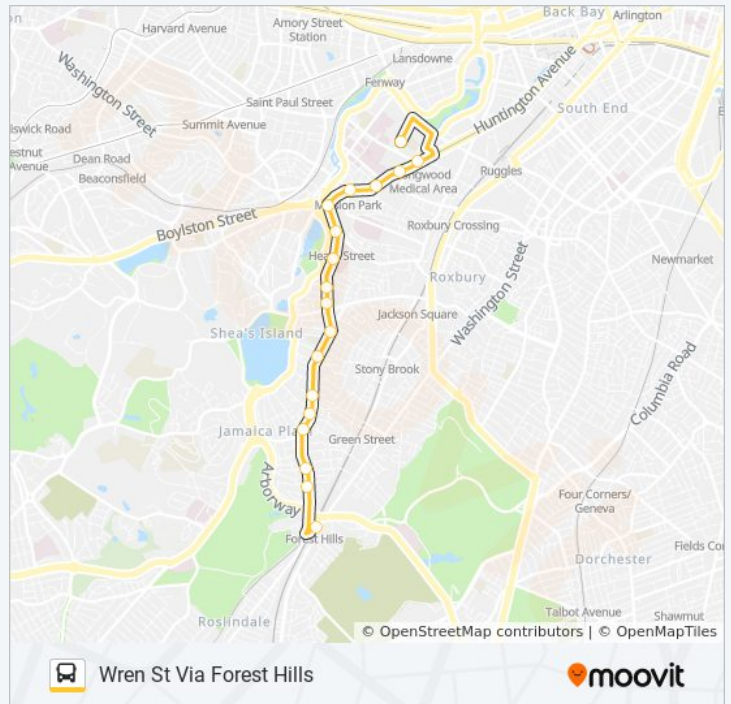 Back Bay
Arlington
Harvard Avenue
Amory Street
Station
Lansdowne
Fenway
Washington Street
Saint Paul Street
Huntington Avenue
South End
lswick Road
Summit Avenue
estnut
Avenue
Dean Road
Beaconsfield
ngwood
Medical Area
Ruggles
Boylston Street
M
sion Park
Roxbury Crossing
Hea
Street
Roxbury
Washington Street
Newmarket
Shea's Island
Jackson Square
Stony Brook
Columbia Road
Jamaica Pla
Green Street
Arborway
Four Corners/
Geneva
Forest Hills
Dorchester
Fields Co
Roslindale
Talbot Avenue
Shawmut
© OpenStreetMap contributors | © OpenMapTiles
Wren St Via Forest Hills
moovit